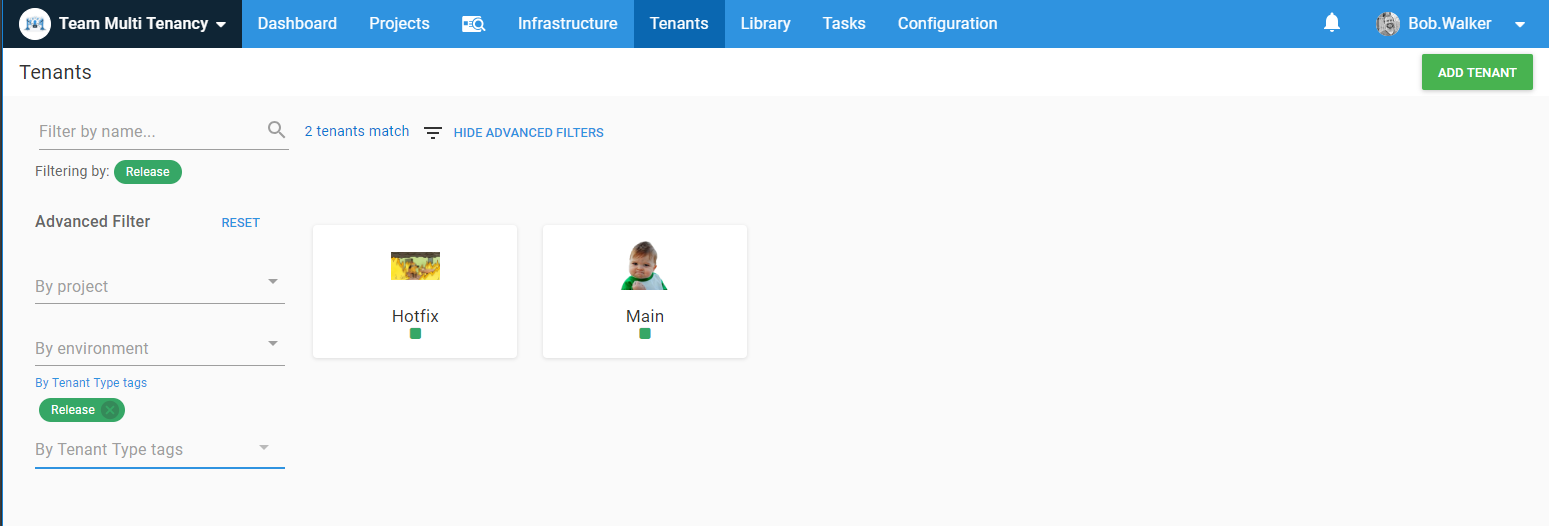 Team Multi Tenancy Dashboard Projects Infrastructure Tenants Library Tasks Configuration Bob.Walker
Tenants ADD TENANT
Filter by name... 2 tenants match HIDE ADVANCED FILTERS
Filtering by: Release
Advanced Filter RESET
By project
Hotfix Main
By environment
By Tenant Type tags
Release
By Tenant Type tags